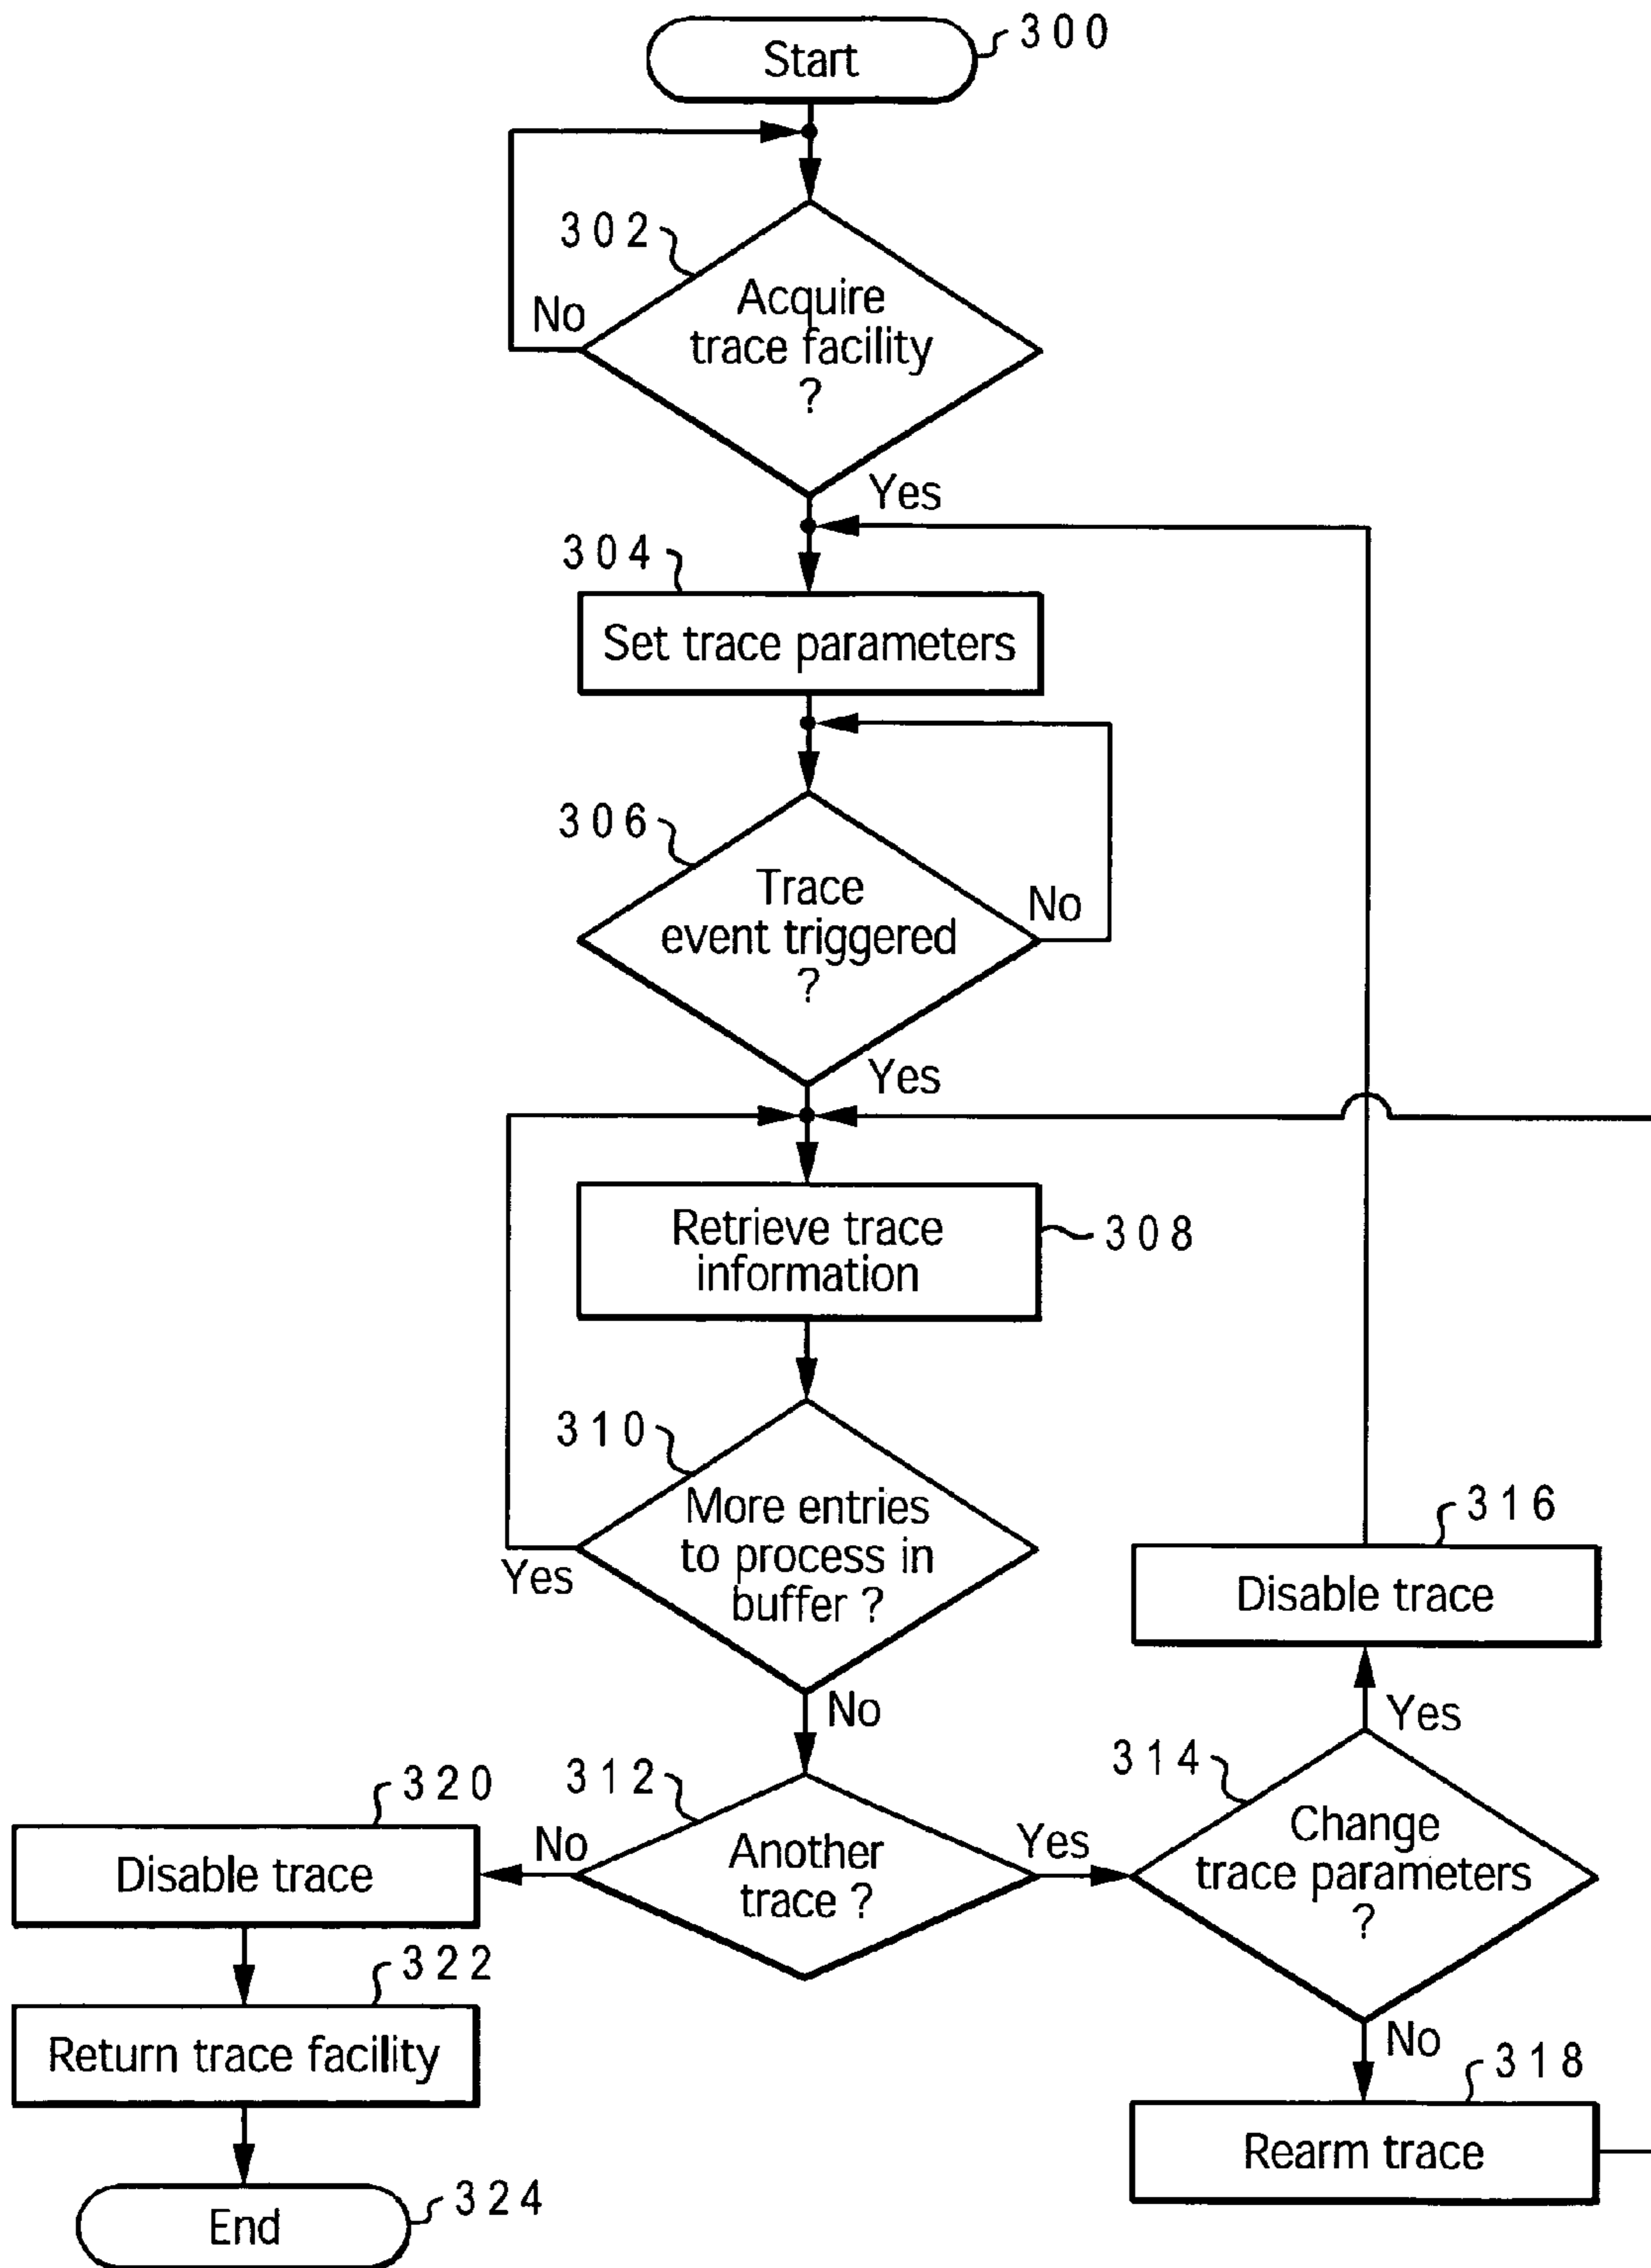 Start
300
302
Acquire
trace facility
?
No
Yes
304
Set trace parameters
306
Trace
event triggered
?
No
Yes
Retrieve trace
information
308
310
More entries
to process in
buffer ?
Yes
No
316
Disable trace
Yes
312
Another
trace ?
No
Yes
314
Change
trace parameters
?
No
320
Disable trace
322
Return trace facility
318
Rearm trace
End
324